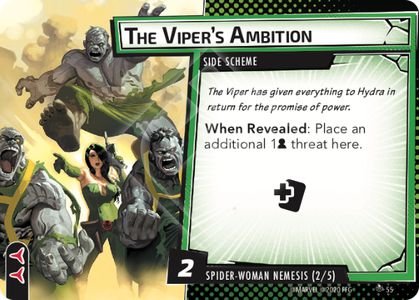 THE VIPER'S AMBITION
SIDE SCHEME
The Viper has given everything to Hydra in
return for the promise of power.
When Revealed: Place an
additional 1 threat here.
2
SPIDER-WOMAN NEMESIS (2/5)
©MARVEL ©2020 FFG
55